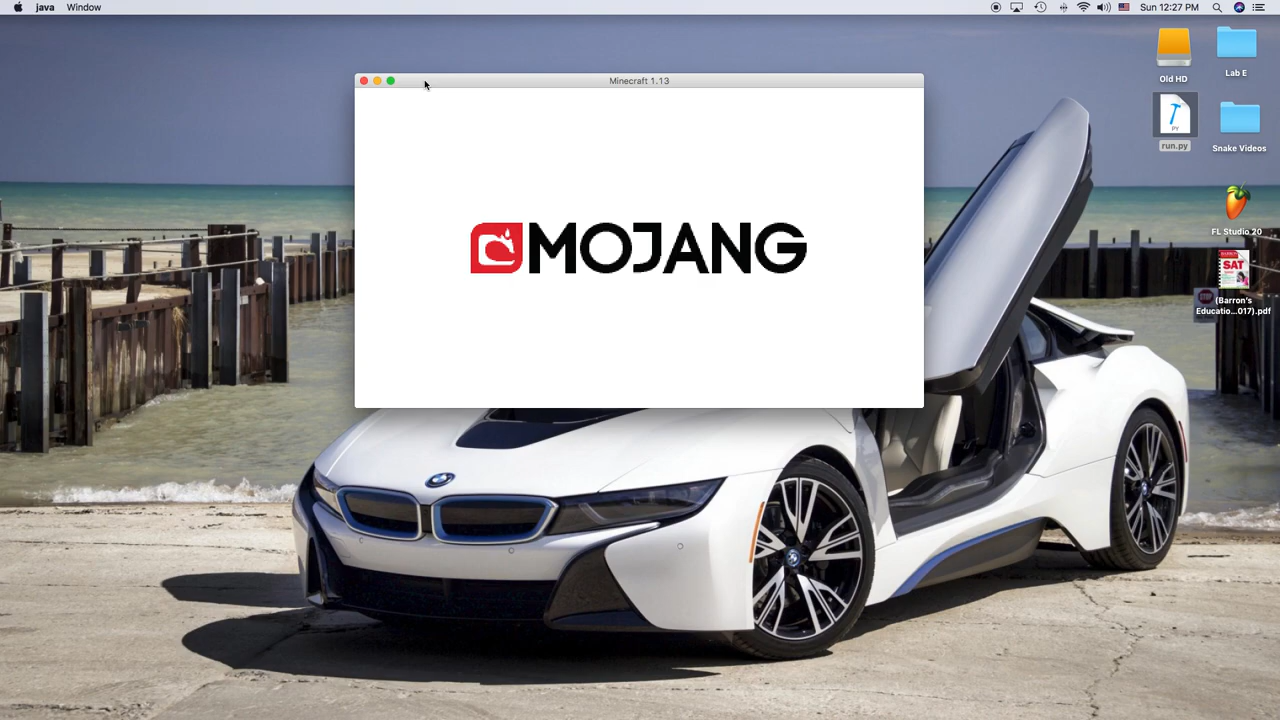 java Window Sun 12:27 PM
Minecraft 1.13
MOJANG
Old HD
Lab E
PY
run.py
Snake Videos
FL Studio 20
SAT
(Barron's
Educatio...017).pdf